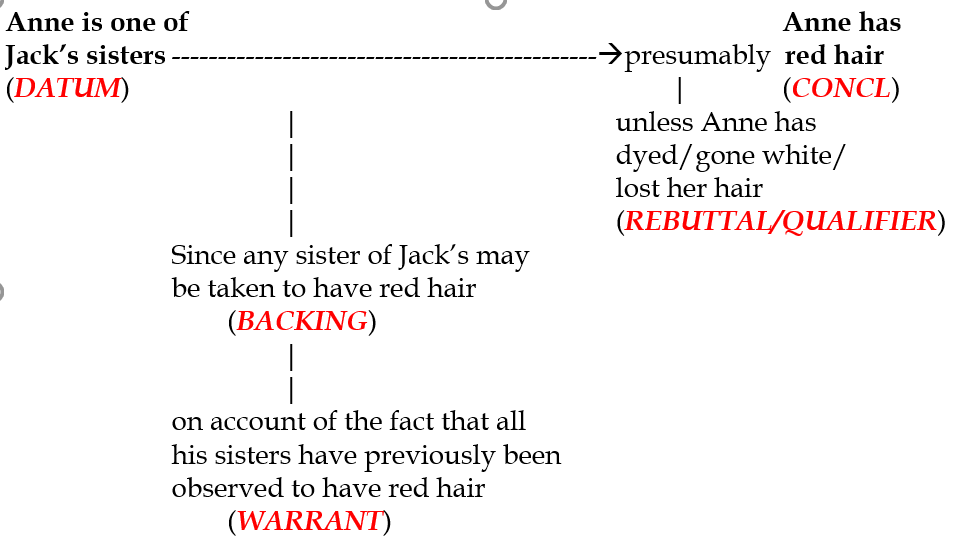 Anne is one of
Jack's sisters ----------------------------------------------→presumably
(DATUM)
Anne has
red hair
(CONCL)
|
unless Anne has
dyed/gone white/
lost her hair
(REBUTTAL/QUALIFIER)
|
|
|
|
Since any sister of Jack's may
be taken to have red hair
(BACKING)
|
|
on account of the fact that all
his sisters have previously been
observed to have red hair
(WARRANT)